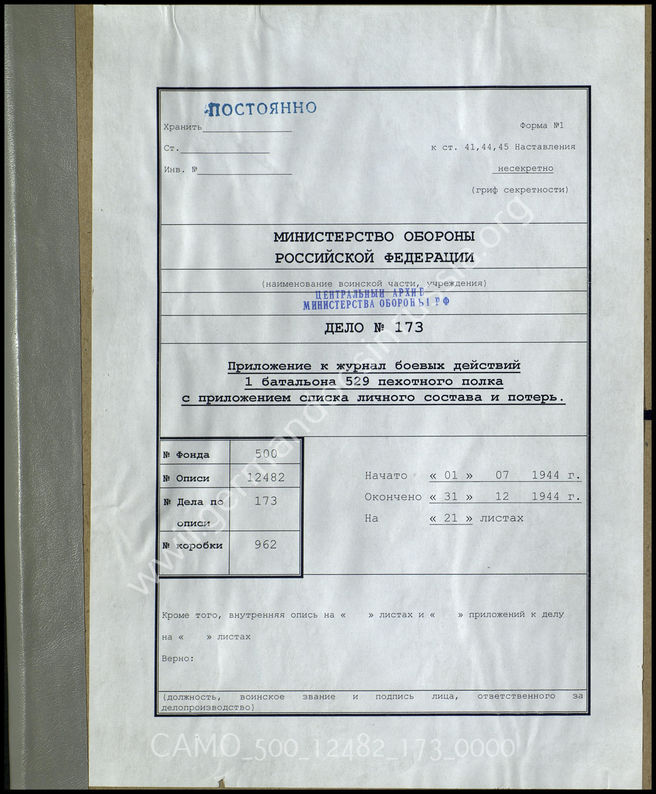 ПОСТОЯННО
Хранить
Форма №1
Ст.
к ст. 41,44,45 Наставления
Инв. №
несекретно
(гриф секретности)
МИНИСТЕРСТВО ОБОРОНЫ
РОССИЙСКОЙ ФЕДЕРАЦИИ
(наименование воинской части, учреждения)
ЦЕНТРАЛЬНЫЙ АРХИВ
МИНИСТЕРСТВА ОБОРОНЫ РФ
ДЕЛО № 173
Приложение к журнал боевых действий
1 батальона 529 пехотного полка
с приложением списка личного состава и потерь.
№ Фонда 500
№ Описи 12482
№ Дела по описи 173
№ коробки 962
Начато « 01 » 07 1944 г.
Окончено « 31 » 12 1944 г.
На « 21 » листах
Кроме того, внутренняя опись на « » листах и « » приложений к делу
на « » листах
Верно:
(должность, воинское звание и подпись лица, ответственного за
делопроизводство)
www.germandocsinrussia.org
CAMO_500_12482_173_0000